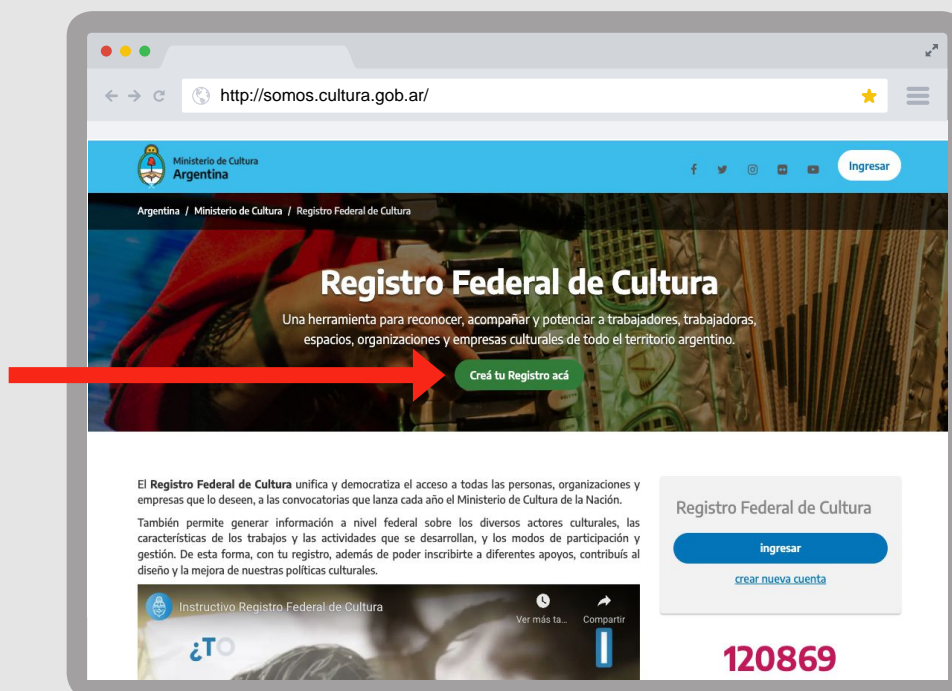 http://somos.cultura.gob.ar/
Ministerio de Cultura
Argentina
Ingresar
Argentina / Ministerio de Cultura / Registro Federal de Cultura
Registro Federal de Cultura
Una herramienta para reconocer, acompañar y potenciar a trabajadores, trabajadoras,
espacios, organizaciones y empresas culturales de todo el territorio argentino.
Creá tu Registro acá
El Registro Federal de Cultura unifica y democratiza el acceso a todas las personas, organizaciones y
empresas que lo deseen, a las convocatorias que lanza cada año el Ministerio de Cultura de la Nación.
También permite generar información a nivel federal sobre los diversos actores culturales, las
características de los trabajos y las actividades que se desarrollan, y los modos de participación y
gestión. De esta forma, con tu registro, además de poder inscribirte a diferentes apoyos, contribuís al
diseño y la mejora de nuestras políticas culturales.
Instructivo Registro Federal de Cultura
Ver más ta...
Compartir
¿TO
Registro Federal de Cultura
ingresar
crear nueva cuenta
120869